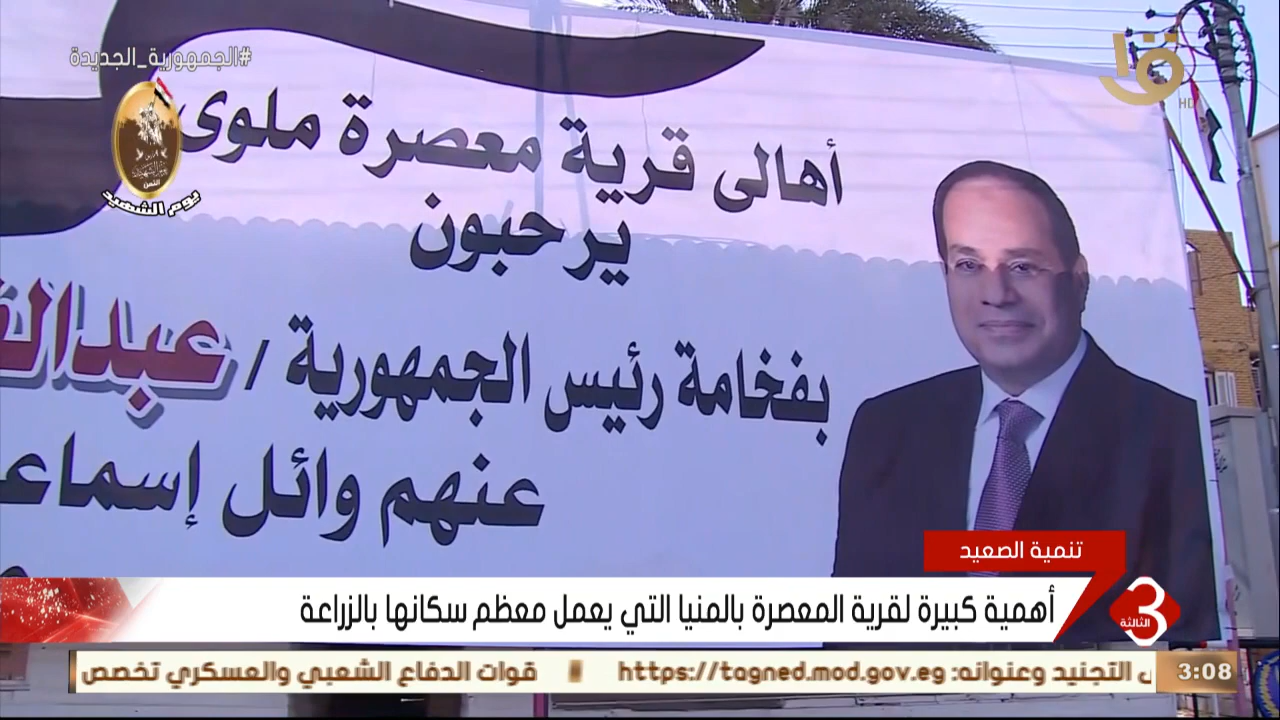 #الجمهورية_الجديدة
HD
يوم الشهيد
أهالى قرية معصرة ملوى
يرحبون
بفخامة رئيس الجمهورية /
عنهم وائل
تنمية الصعيد
3
الثالثة
أهمية كبيرة لقرية المعصرة بالمنيا التي يعمل معظم سكانها بالزراعة
3:08
التجنيد وعنوانه: https://tagned.mod.gov.eg
قوات الدفاع الشعبي والعسكري تخصص